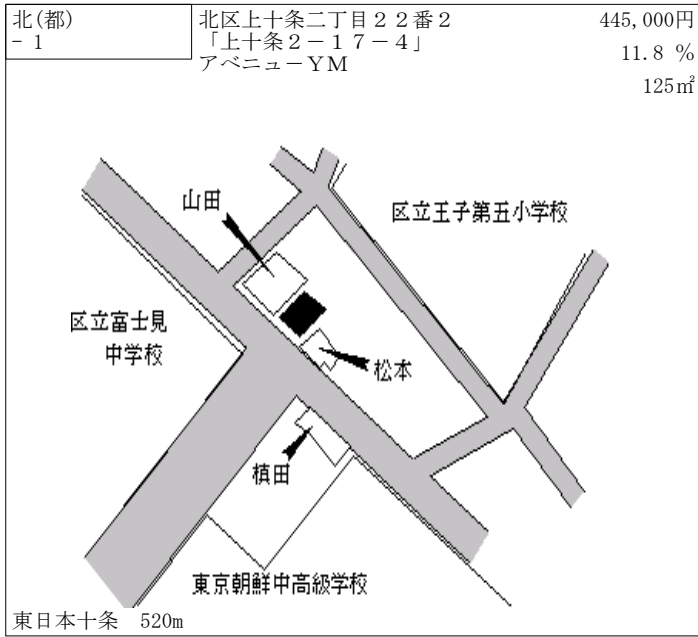 北(都)
- 1
北区上十条二丁目２２番２
「上十条２－１７－４」
アベニュ－ＹＭ
445,000円
11.8 %
125㎡
山田
区立王子第五小学校
区立富士見
中学校
松本
槙田
東京朝鮮中高級学校
東日本十条 520m